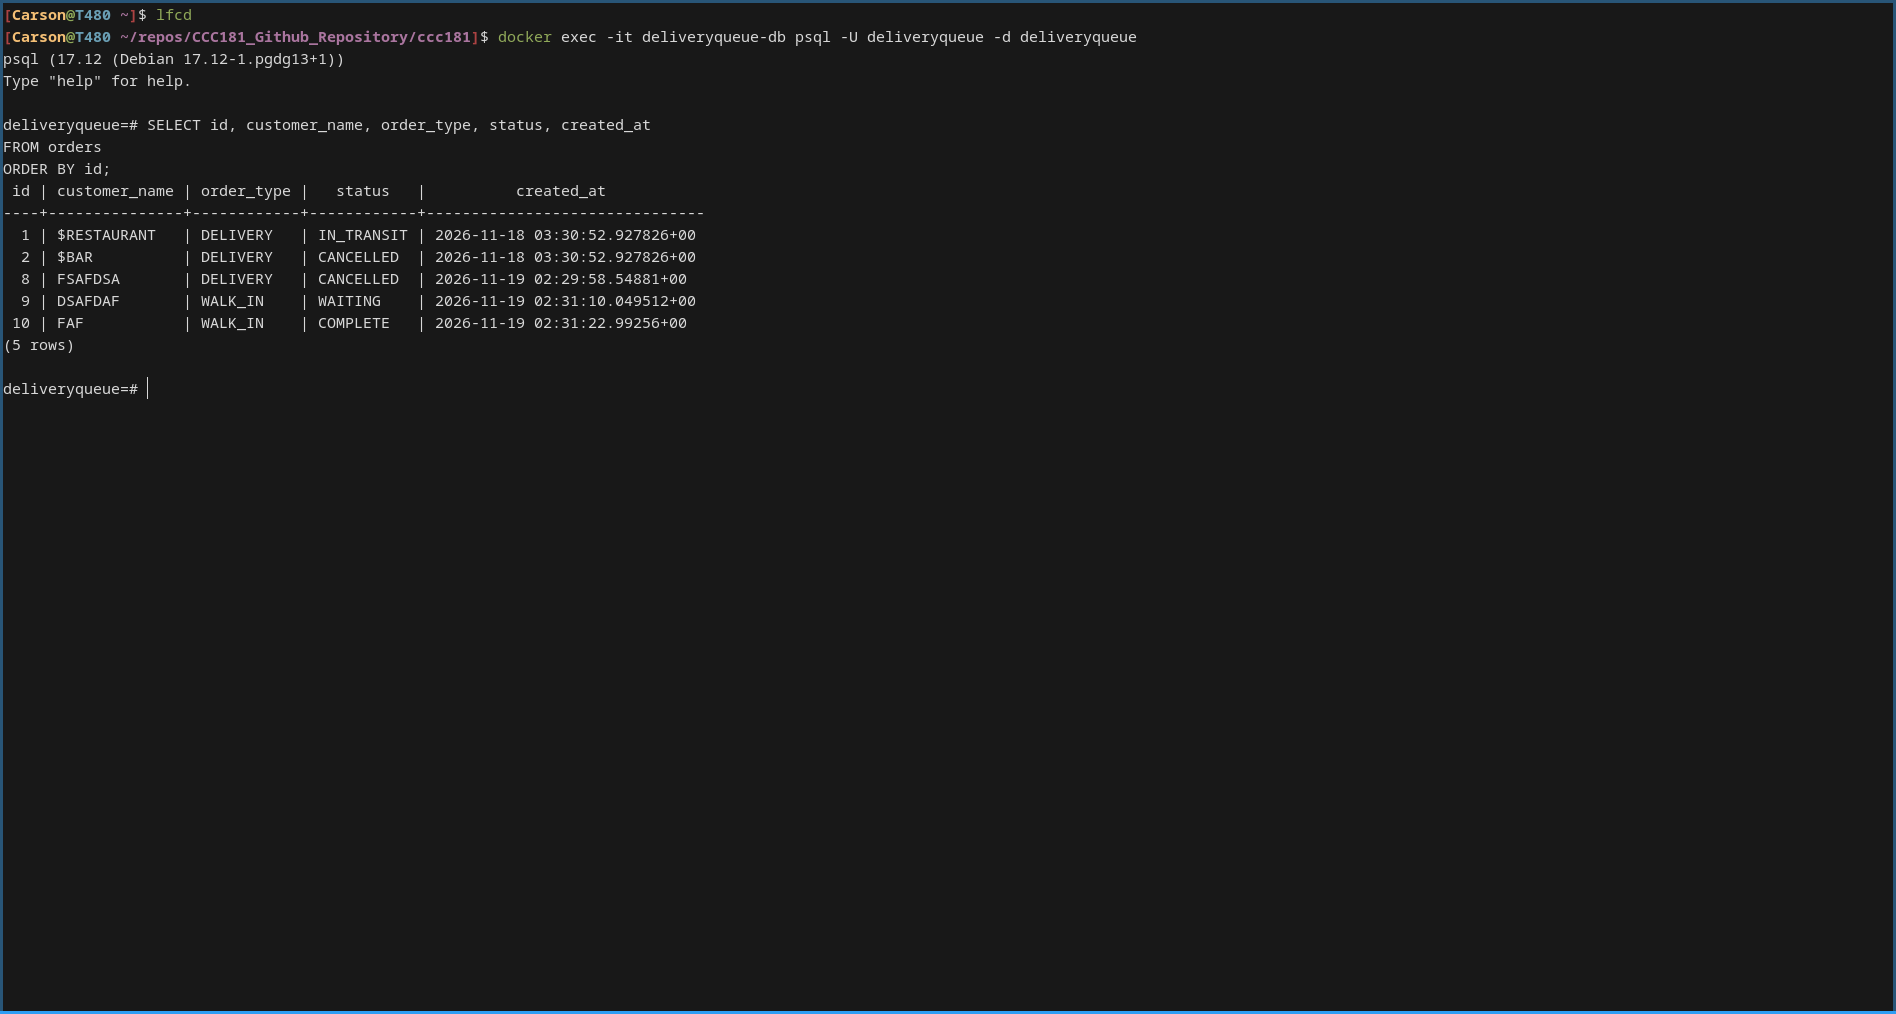 [Carson@T480 ~]$ lfcd
[Carson@T480 ~/repos/CCC181_Github_Repository/ccc181]$ docker exec -it deliveryqueue-db psql -U deliveryqueue -d deliveryqueue
psql (17.12 (Debian 17.12-1.pgdg13+1))
Type "help" for help.

deliveryqueue=# SELECT id, customer_name, order_type, status, created_at
FROM orders
ORDER BY id;
 id | customer_name | order_type |   status   |          created_at
----+---------------+------------+------------+-------------------------------
  1 | $RESTAURANT   | DELIVERY   | IN_TRANSIT | 2026-11-18 03:30:52.927826+00
  2 | $BAR          | DELIVERY   | CANCELLED  | 2026-11-18 03:30:52.927826+00
  8 | FSAFDSA       | DELIVERY   | CANCELLED  | 2026-11-19 02:29:58.54881+00
  9 | DSAFDAF       | WALK_IN    | WAITING    | 2026-11-19 02:31:10.049512+00
 10 | FAF           | WALK_IN    | COMPLETE   | 2026-11-19 02:31:22.99256+00
(5 rows)

deliveryqueue=#